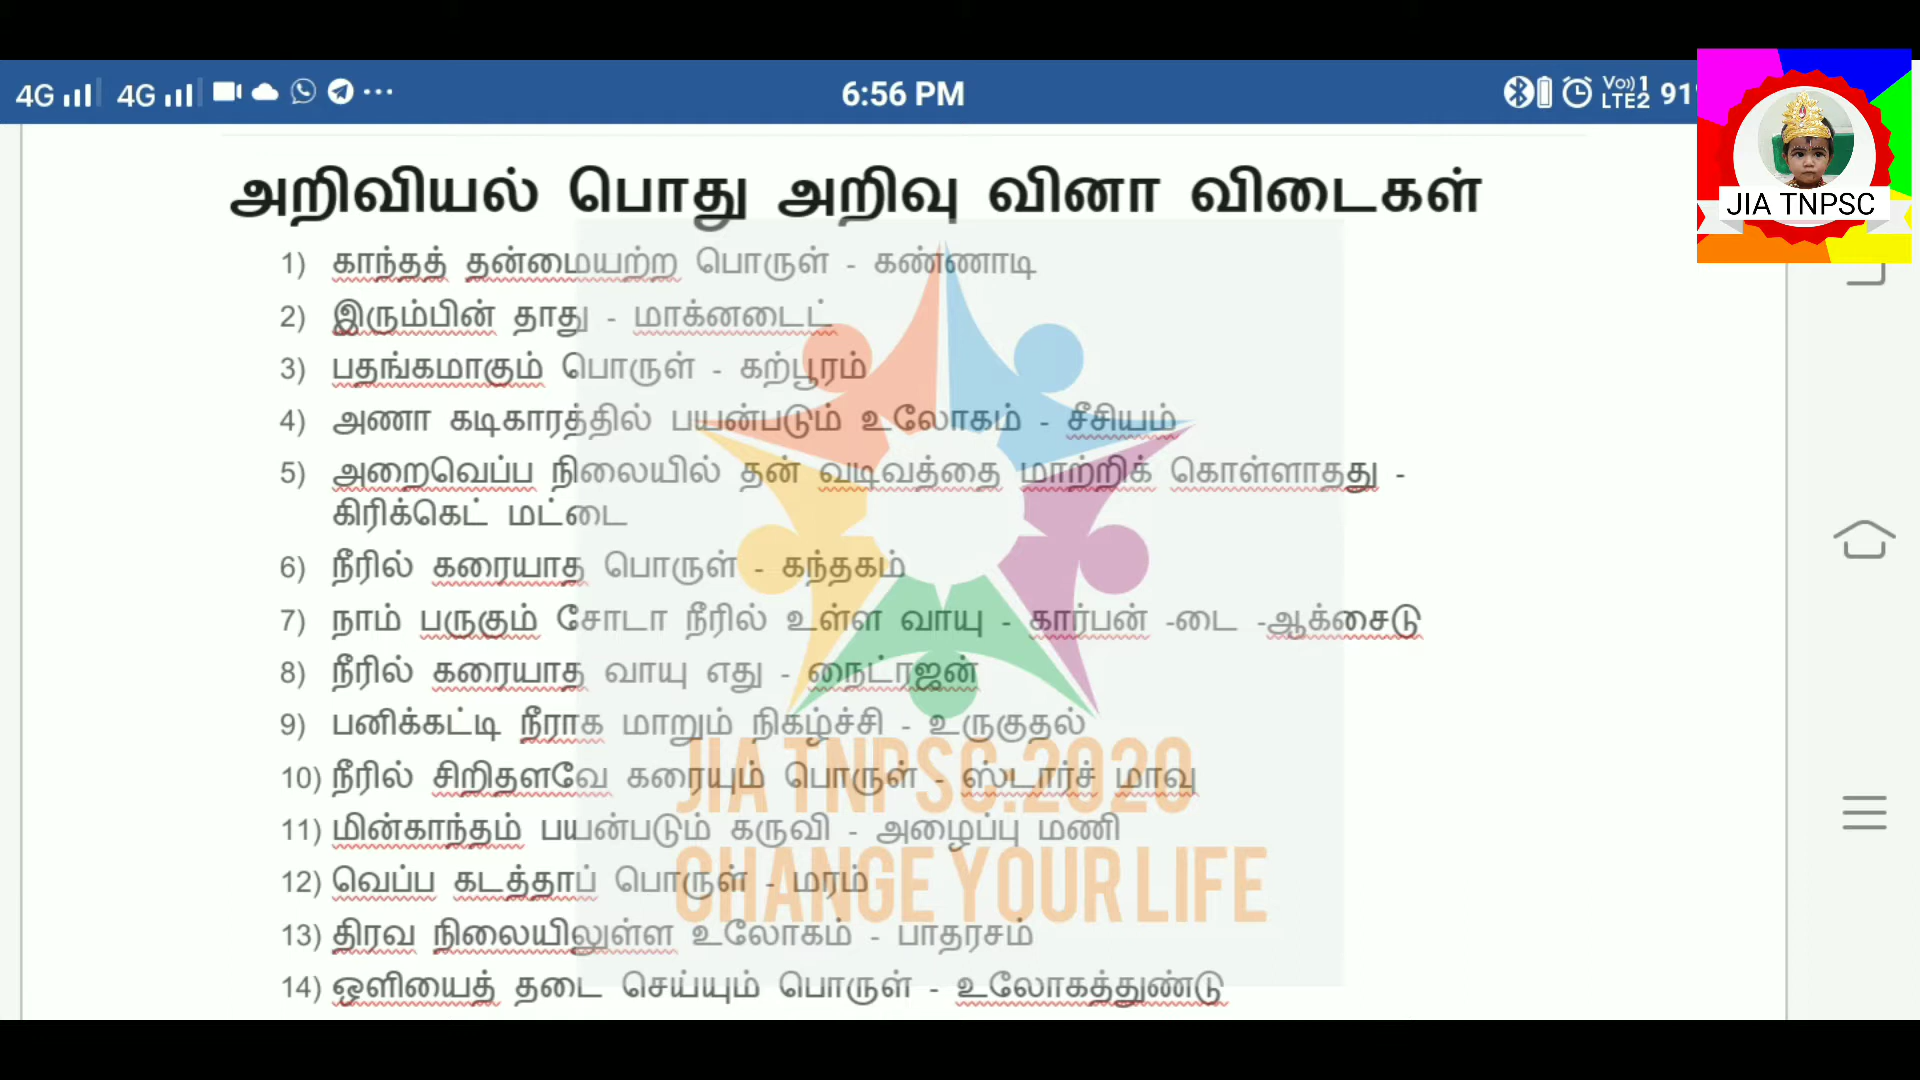 4G 4G 6:56 PM Vo)) 1 LTE2 91
JIA TNPSC
அறிவியல் பொது அறிவு வினா விடைகள்
1) காந்தத் தன்மையற்ற பொருள் - கண்ணாடி
2) இரும்பின் தாது - மாக்னடைட்
3) பதங்கமாகும் பொருள் - கற்பூரம்
4) அணா கடிகாரத்தில் பயன்படும் உலோகம் - சீசியம்
5) அறைவெப்ப நிலையில் தன் வடிவத்தை மாற்றிக் கொள்ளாதது -
கிரிக்கெட் மட்டை
6) நீரில் கரையாத பொருள் - கந்தகம்
7) நாம் பருகும் சோடா நீரில் உள்ள வாயு - கார்பன் -டை -ஆக்சைடு
8) நீரில் கரையாத வாயு எது - நைட்ரஜன்
9) பனிக்கட்டி நீராக மாறும் நிகழ்ச்சி - உருகுதல்
JIA TNPSC.2020
10) நீரில் சிறிதளவே கரையும் பொருள் - ஸ்டார்ச் மாவு
11) மின்காந்தம் பயன்படும் கருவி - அழைப்பு மணி
CHANGE YOUR LIFE
12) வெப்ப கடத்தாப் பொருள் - மரம்
13) திரவ நிலையிலுள்ள உலோகம் - பாதரசம்
14) ஒளியைத் தடை செய்யும் பொருள் - உலோகத்துண்டு